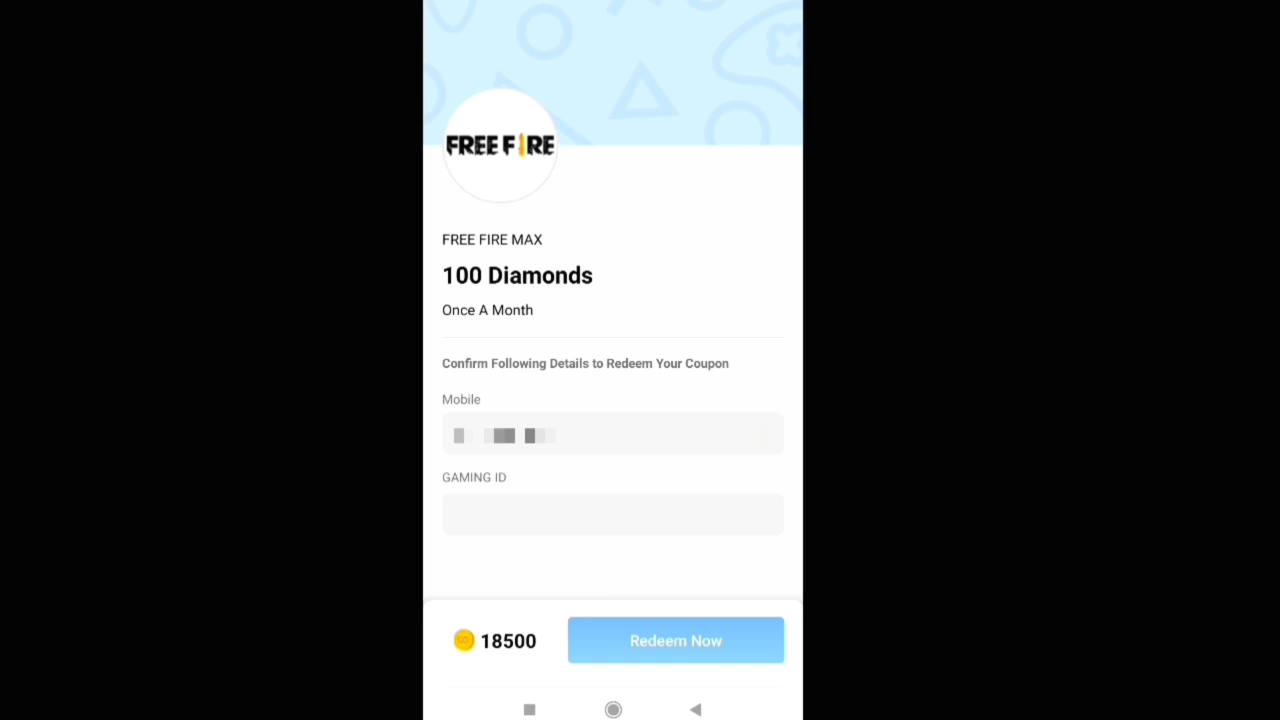 FREE FIRE
FREE FIRE MAX
100 Diamonds
Once A Month
Confirm Following Details to Redeem Your Coupon
Mobile
GAMING ID
18500
Redeem Now